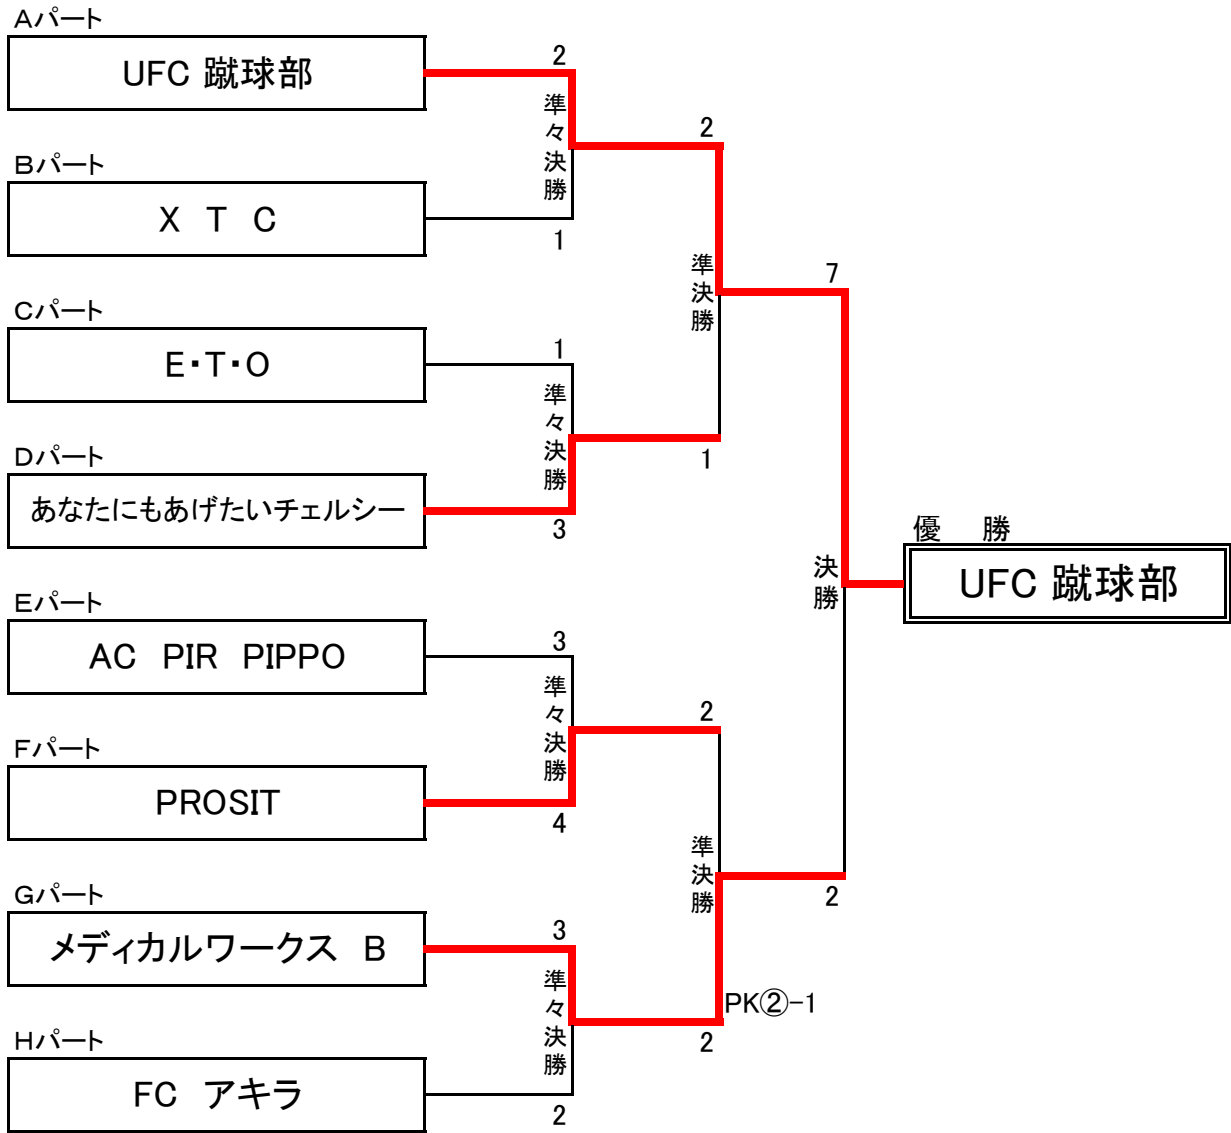 Aパート
UFC 蹴球部
2
準々決勝
Bパート
X T C
1
2
準決勝
Cパート
E・T・O
1
準々決勝
Dパート
あなたにもあげたいチェルシー
3
1
7
決勝
優 勝
UFC 蹴球部
Eパート
AC PIR PIPPO
3
準々決勝
Fパート
PROSIT
4
2
準決勝
2
Gパート
メディカルワークス B
3
準々決勝
PK②-1
2
Hパート
FC アキラ
2